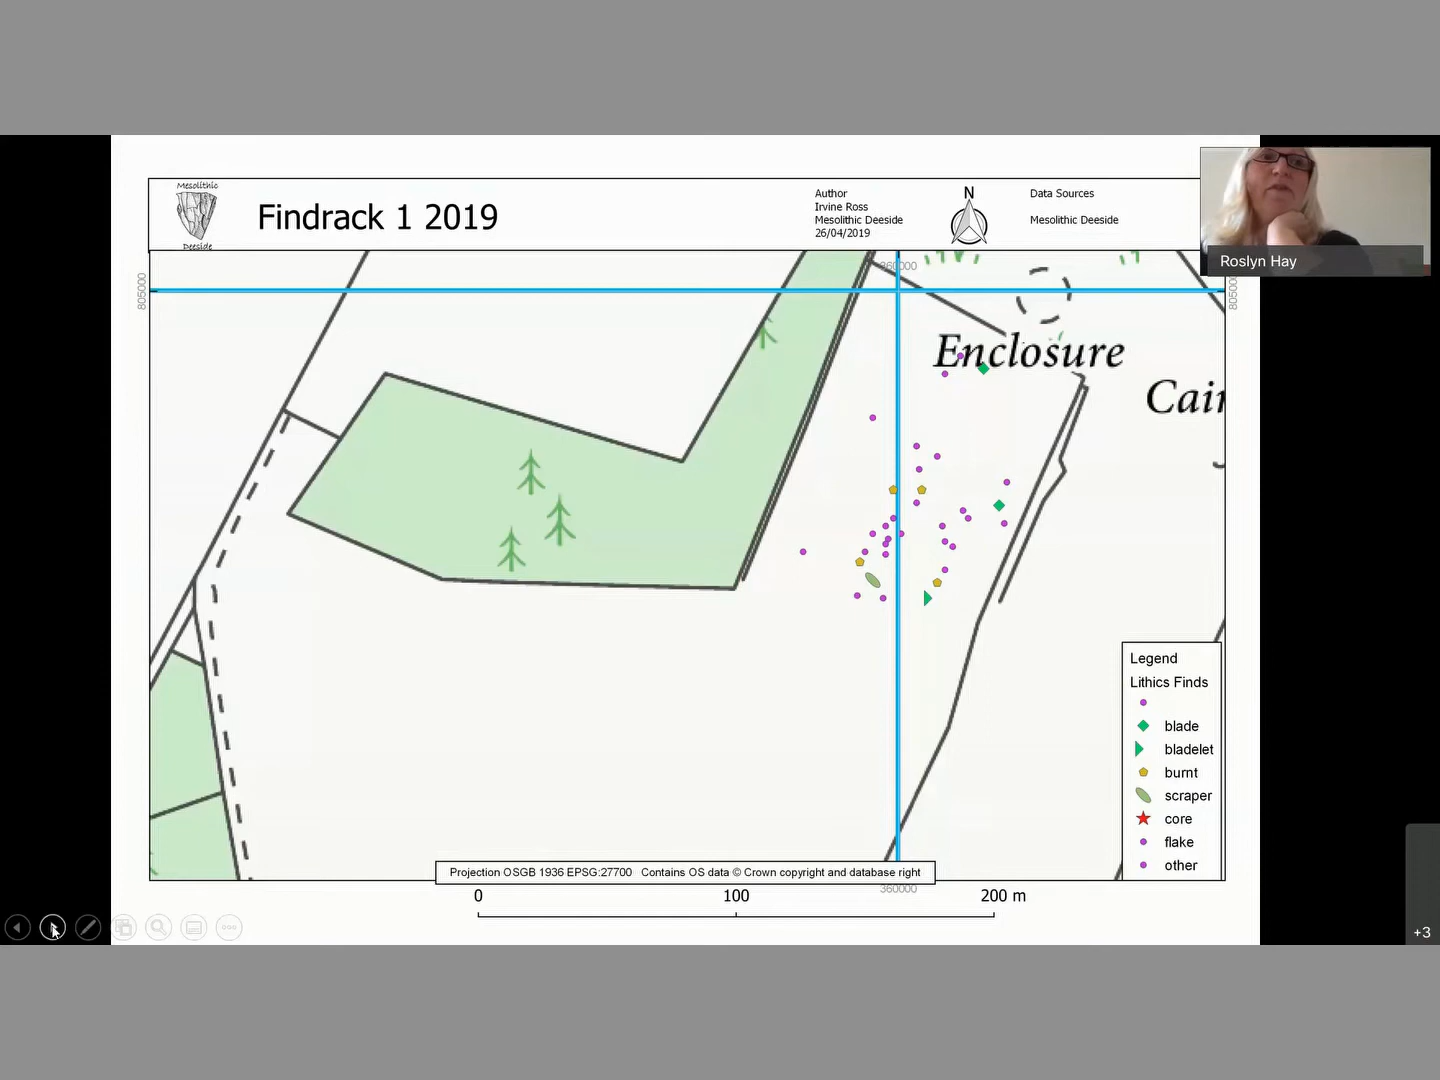 Mesolithic
Deeside
Findrack 1 2019
Author
Irvine Ross
Mesolithic Deeside
26/04/2019
N
Data Sources
Mesolithic Deeside
Roslyn Hay
360000
805000
Enclosure
Cair
Legend
Lithics Finds
blade
bladelet
burnt
scraper
core
flake
other
Projection OSGB 1936 EPSG:27700 Contains OS data © Crown copyright and database right
360000
0 100 200 m
+3